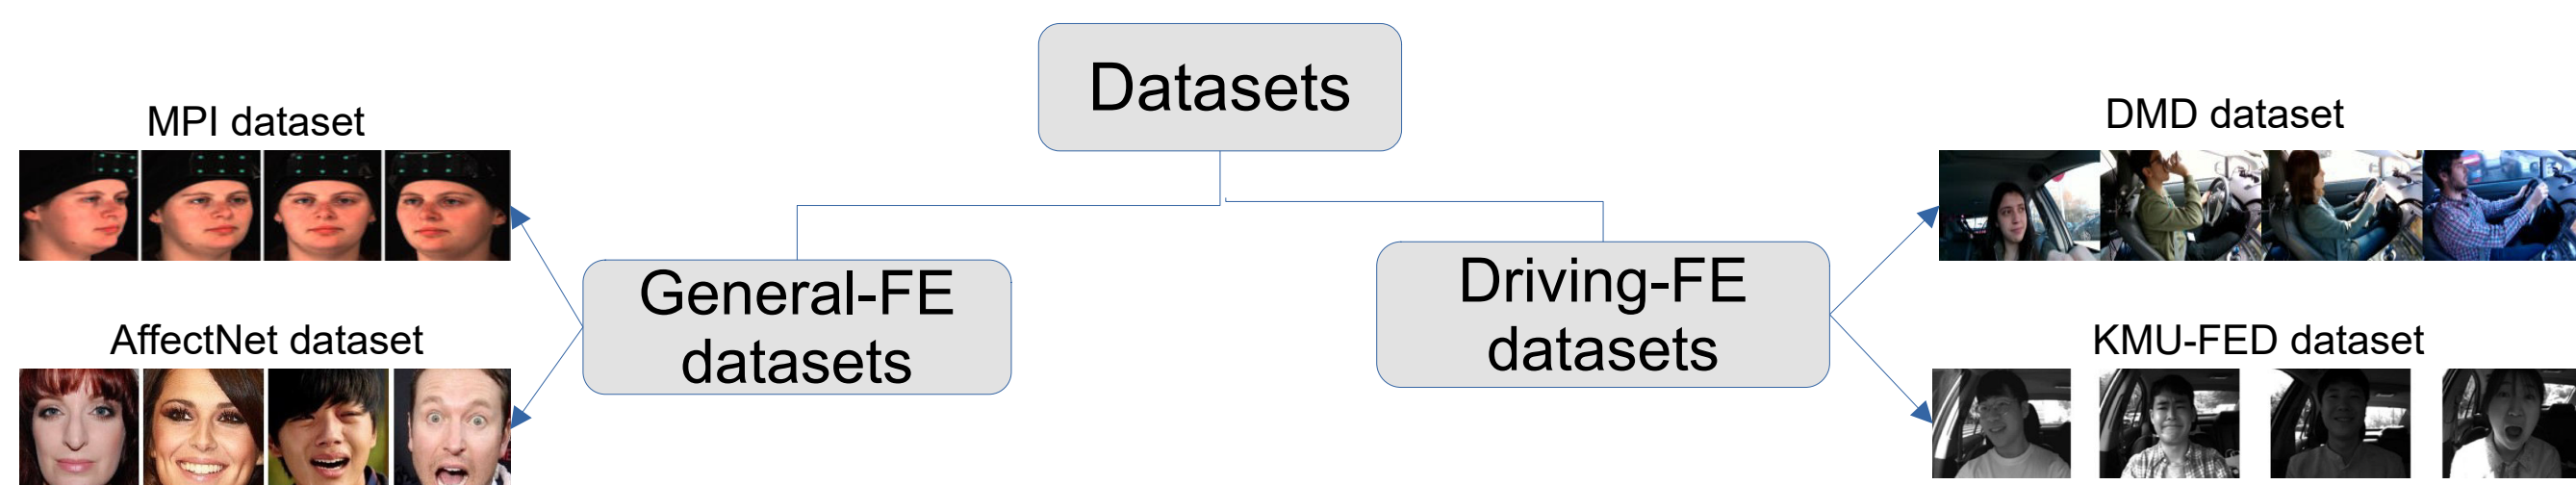 Datasets
MPI dataset
DMD dataset
General-FE
datasets
Driving-FE
datasets
AffectNet dataset
KMU-FED dataset